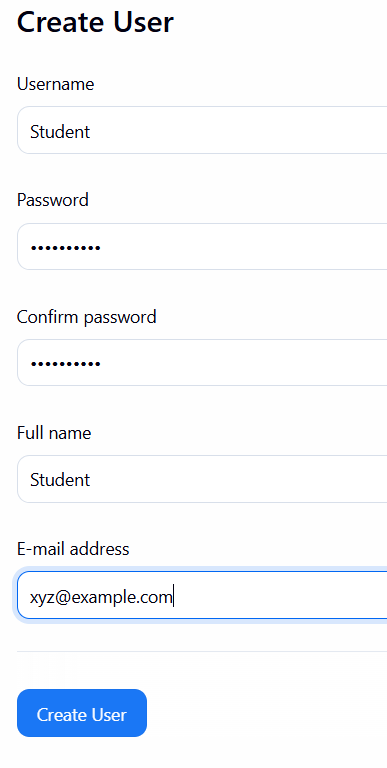 Create User
Username
Student
Password
••••••••••
Confirm password
••••••••••
Full name
Student
E-mail address
xyz@example.com
Create User